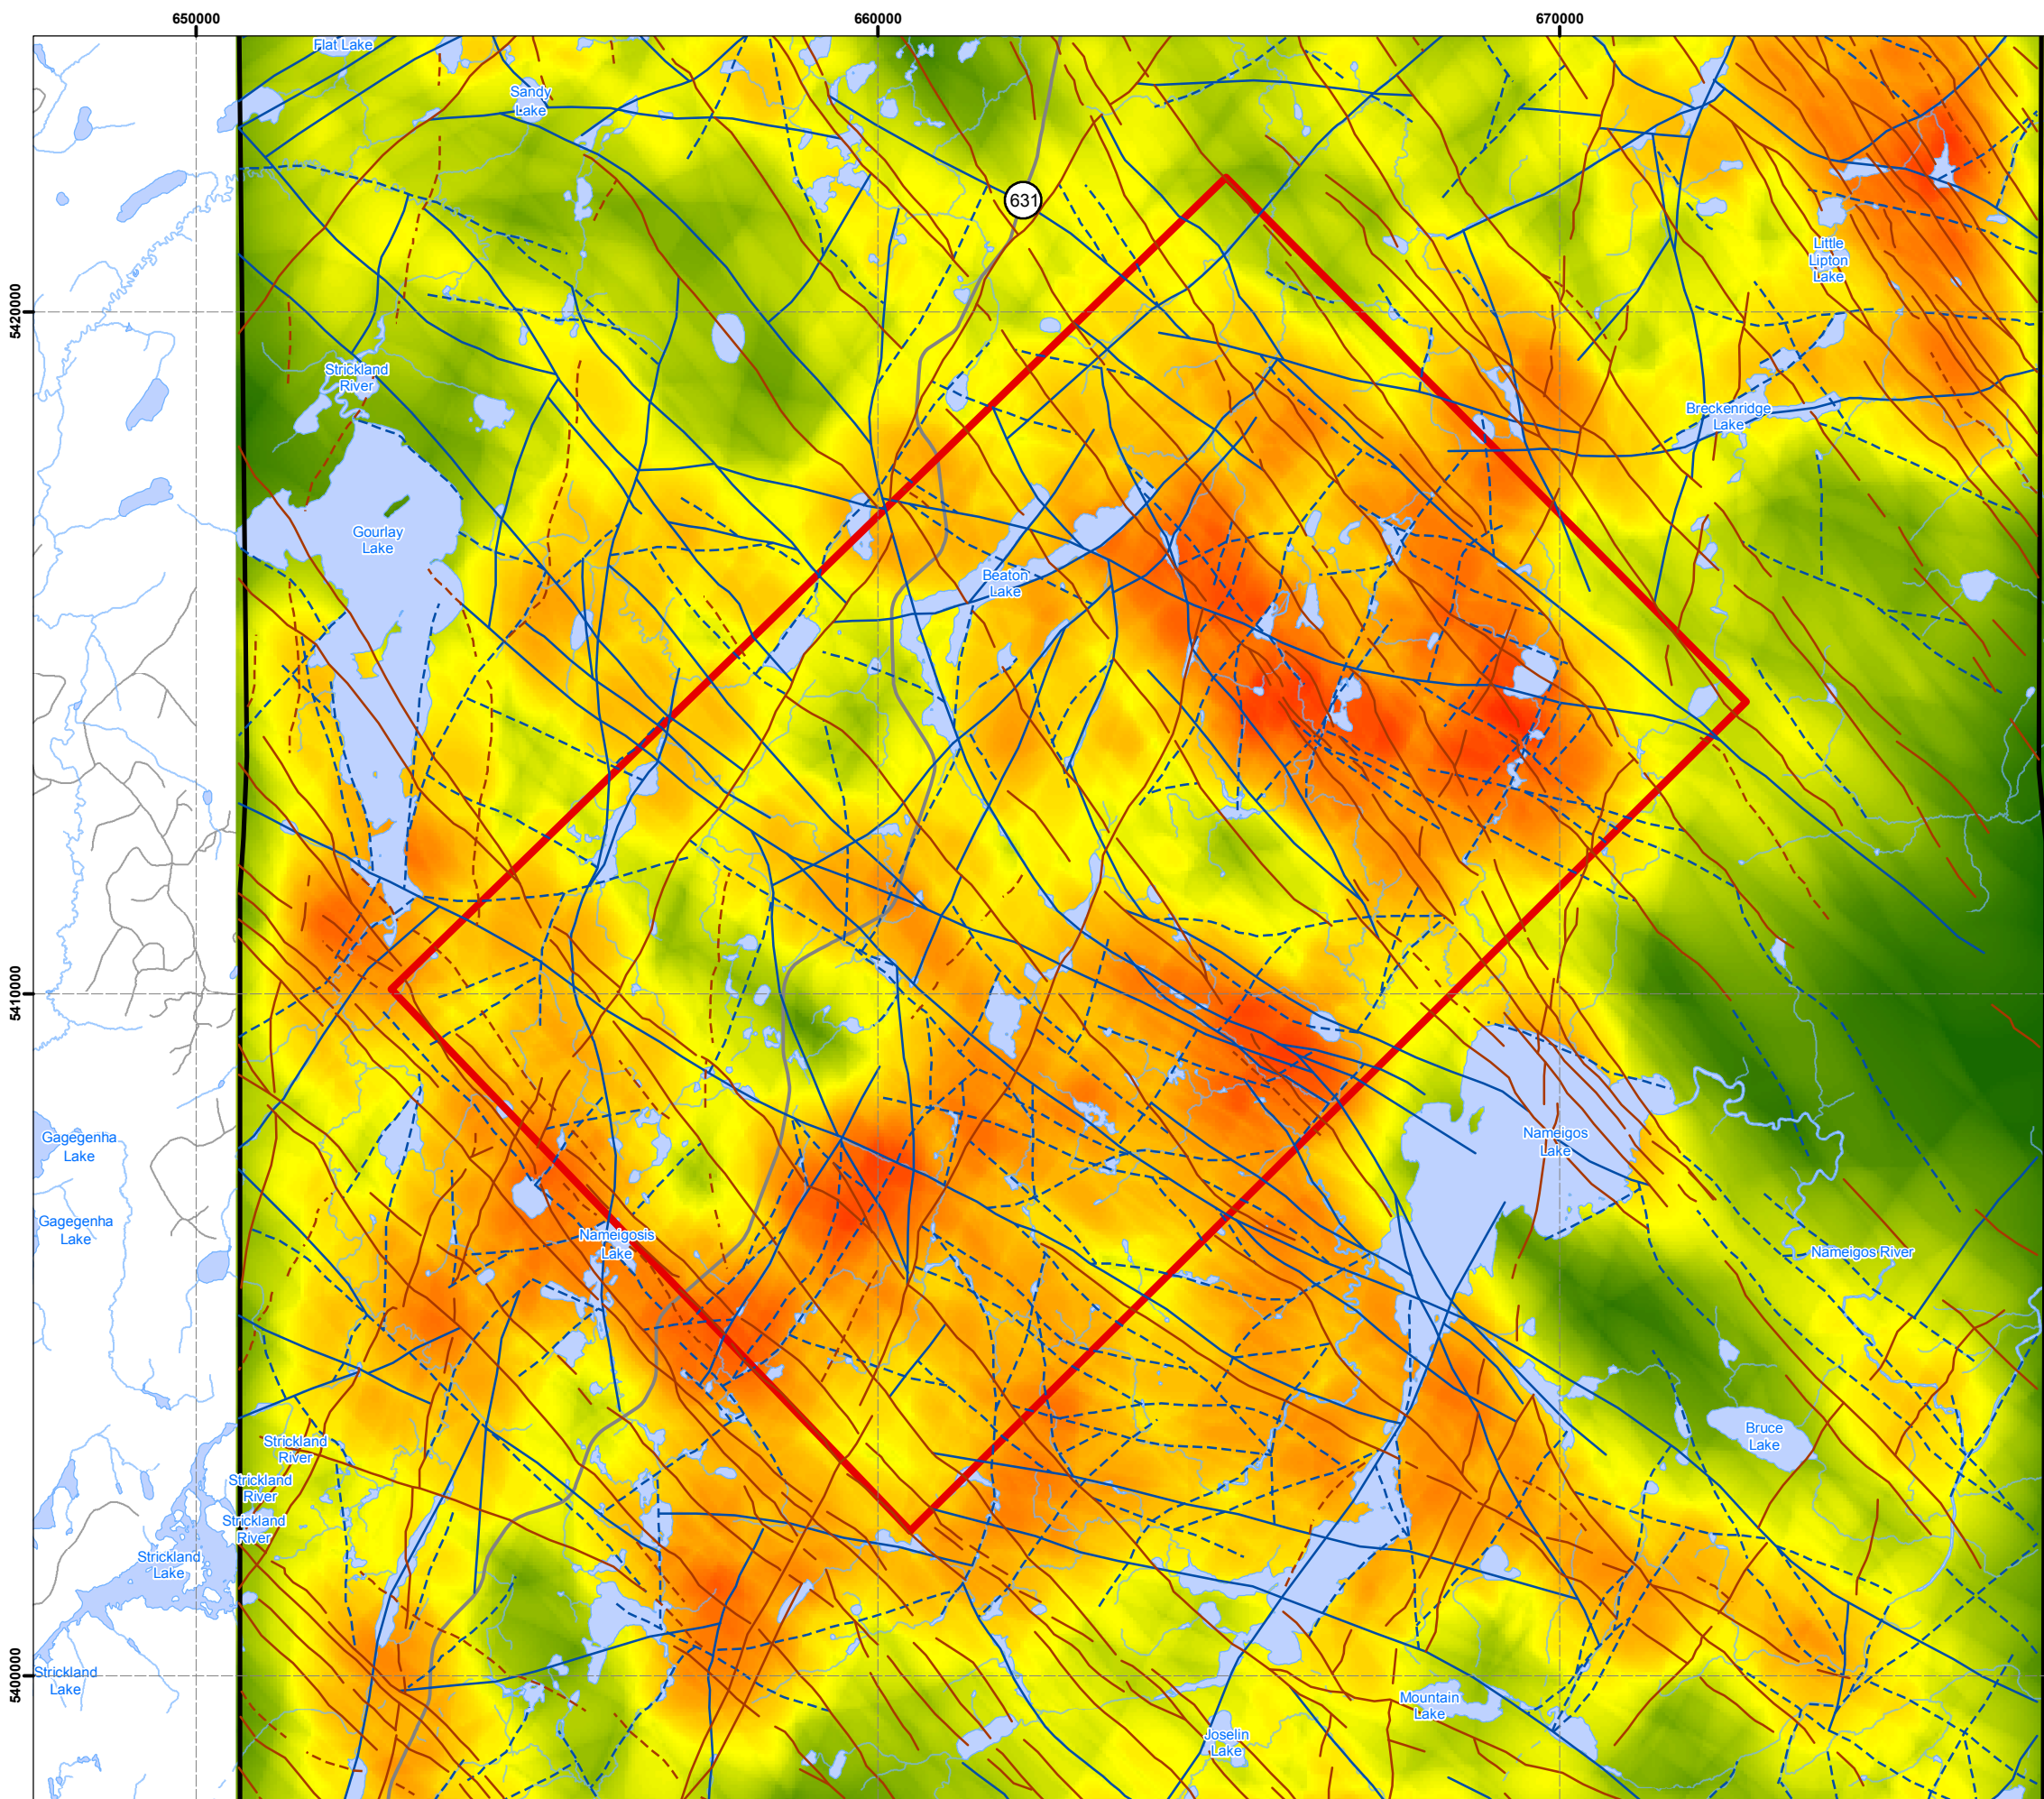 650000
660000
670000
Flat Lake
Sandy
Lake
631
Little
Lipton
Lake
5420000
Strickland
River
Breckenridge
Lake
Gourlay
Lake
Beaton
Lake
5410000
Gagegenha
Lake
Nameigos
Lake
Gagegenha
Lake
Nameigosis
Lake
Nameigos River
Bruce
Lake
Strickland
River
Strickland
River
Strickland
River
Strickland
Lake
5400000
Strickland
Lake
Mountain
Lake
Joselin
Lake